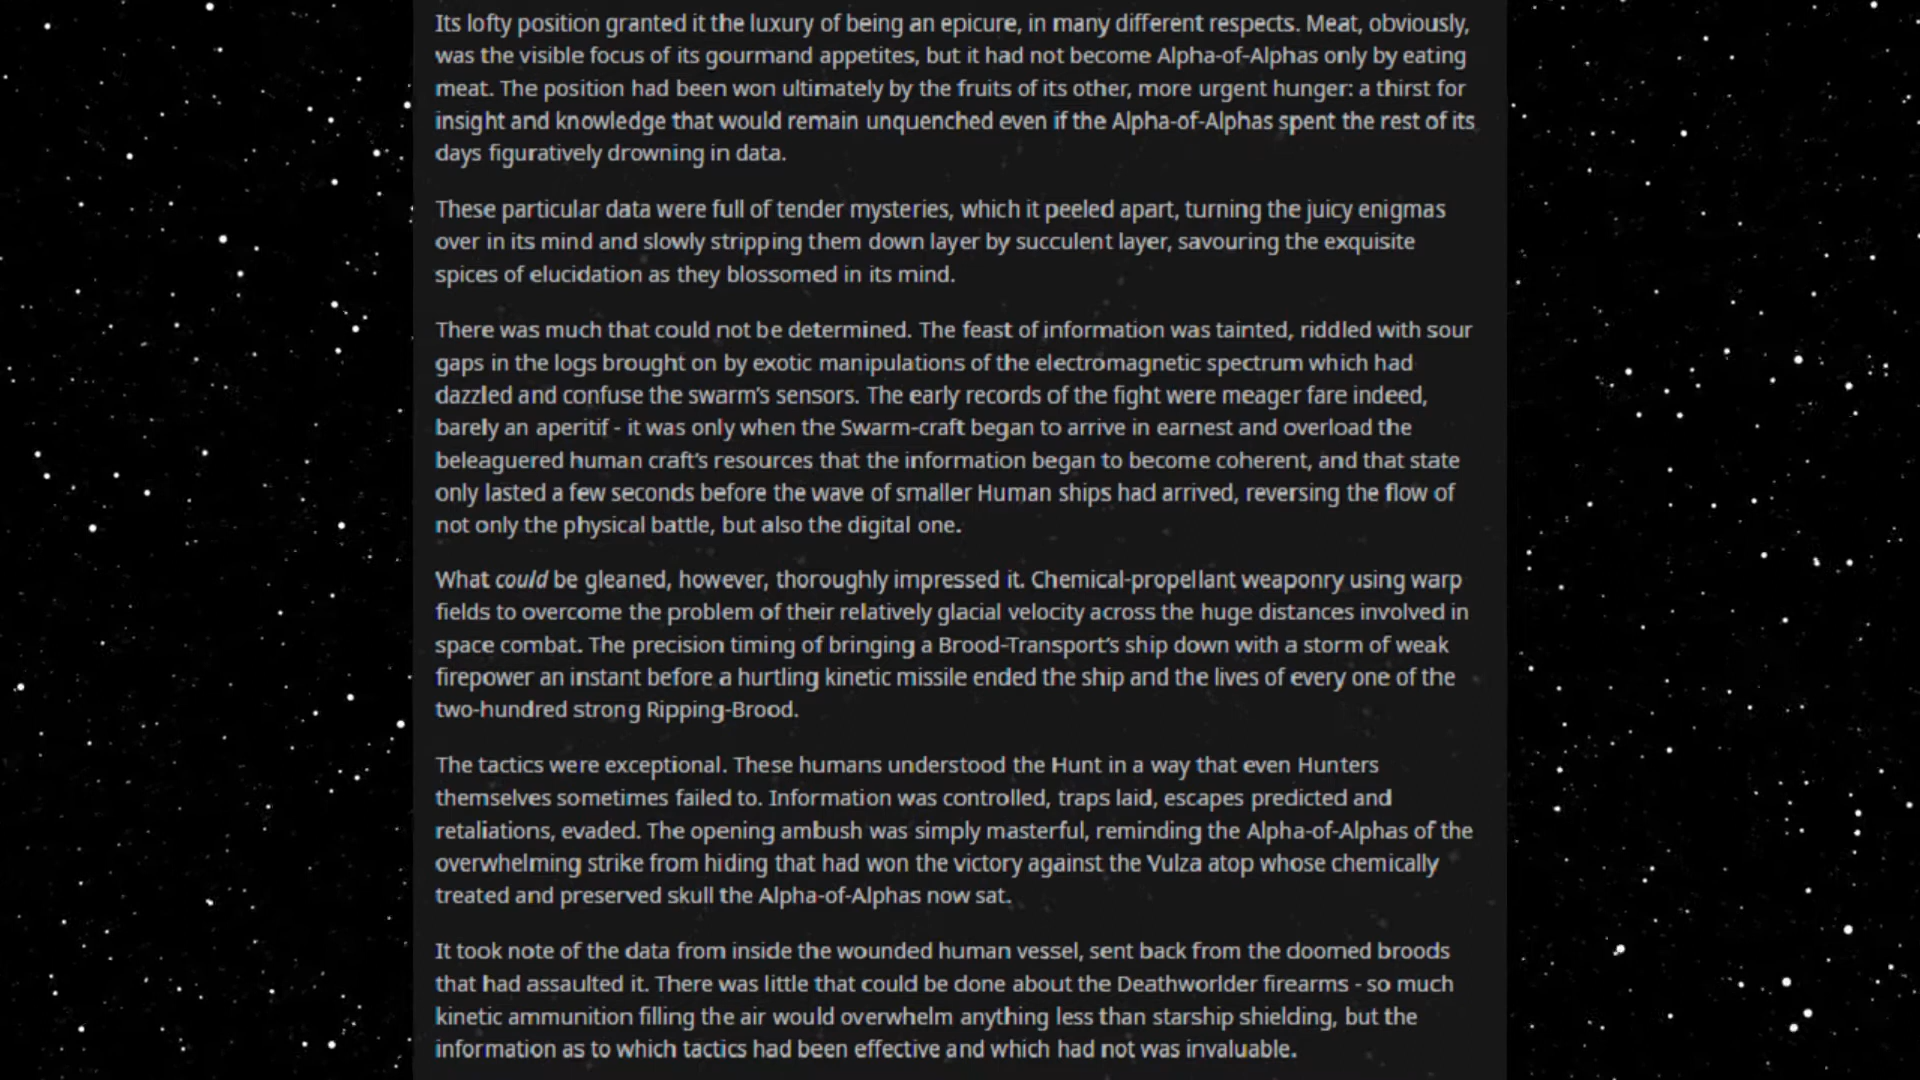 Its lofty position granted it the luxury of being an epicure, in many different respects. Meat, obviously,
was the visible focus of its gourmand appetites, but it had not become Alpha-of-Alphas only by eating
meat. The position had been won ultimately by the fruits of its other, more urgent hunger: a thirst for
insight and knowledge that would remain unquenched even if the Alpha-of-Alphas spent the rest of its
days figuratively drowning in data.
These particular data were full of tender mysteries, which it peeled apart, turning the juicy enigmas
over in its mind and slowly stripping them down layer by succulent layer, savouring the exquisite
spices of elucidation as they blossomed in its mind.
There was much that could not be determined. The feast of information was tainted, riddled with sour
gaps in the logs brought on by exotic manipulations of the electromagnetic spectrum which had
dazzled and confuse the swarm's sensors. The early records of the fight were meager fare indeed,
barely an aperitif - it was only when the Swarm-craft began to arrive in earnest and overload the
beleaguered human craft's resources that the information began to become coherent, and that state
only lasted a few seconds before the wave of smaller Human ships had arrived, reversing the flow of
not only the physical battle, but also the digital one.
What could be gleaned, however, thoroughly impressed it. Chemical-propellant weaponry using warp
fields to overcome the problem of their relatively glacial velocity across the huge distances involved in
space combat. The precision timing of bringing a Brood-Transport's ship down with a storm of weak
firepower an instant before a hurtling kinetic missile ended the ship and the lives of every one of the
two-hundred strong Ripping-Brood.
The tactics were exceptional. These humans understood the Hunt in a way that even Hunters
themselves sometimes failed to. Information was controlled, traps laid, escapes predicted and
retaliations, evaded. The opening ambush was simply masterful, reminding the Alpha-of-Alphas of the
overwhelming strike from hiding that had won the victory against the Vulza atop whose chemically
treated and preserved skull the Alpha-of-Alphas now sat.
It took note of the data from inside the wounded human vessel, sent back from the doomed broods
that had assaulted it. There was little that could be done about the Deathworlder firearms - so much
kinetic ammunition filling the air would overwhelm anything less than starship shielding, but the
information as to which tactics had been effective and which had not was invaluable.